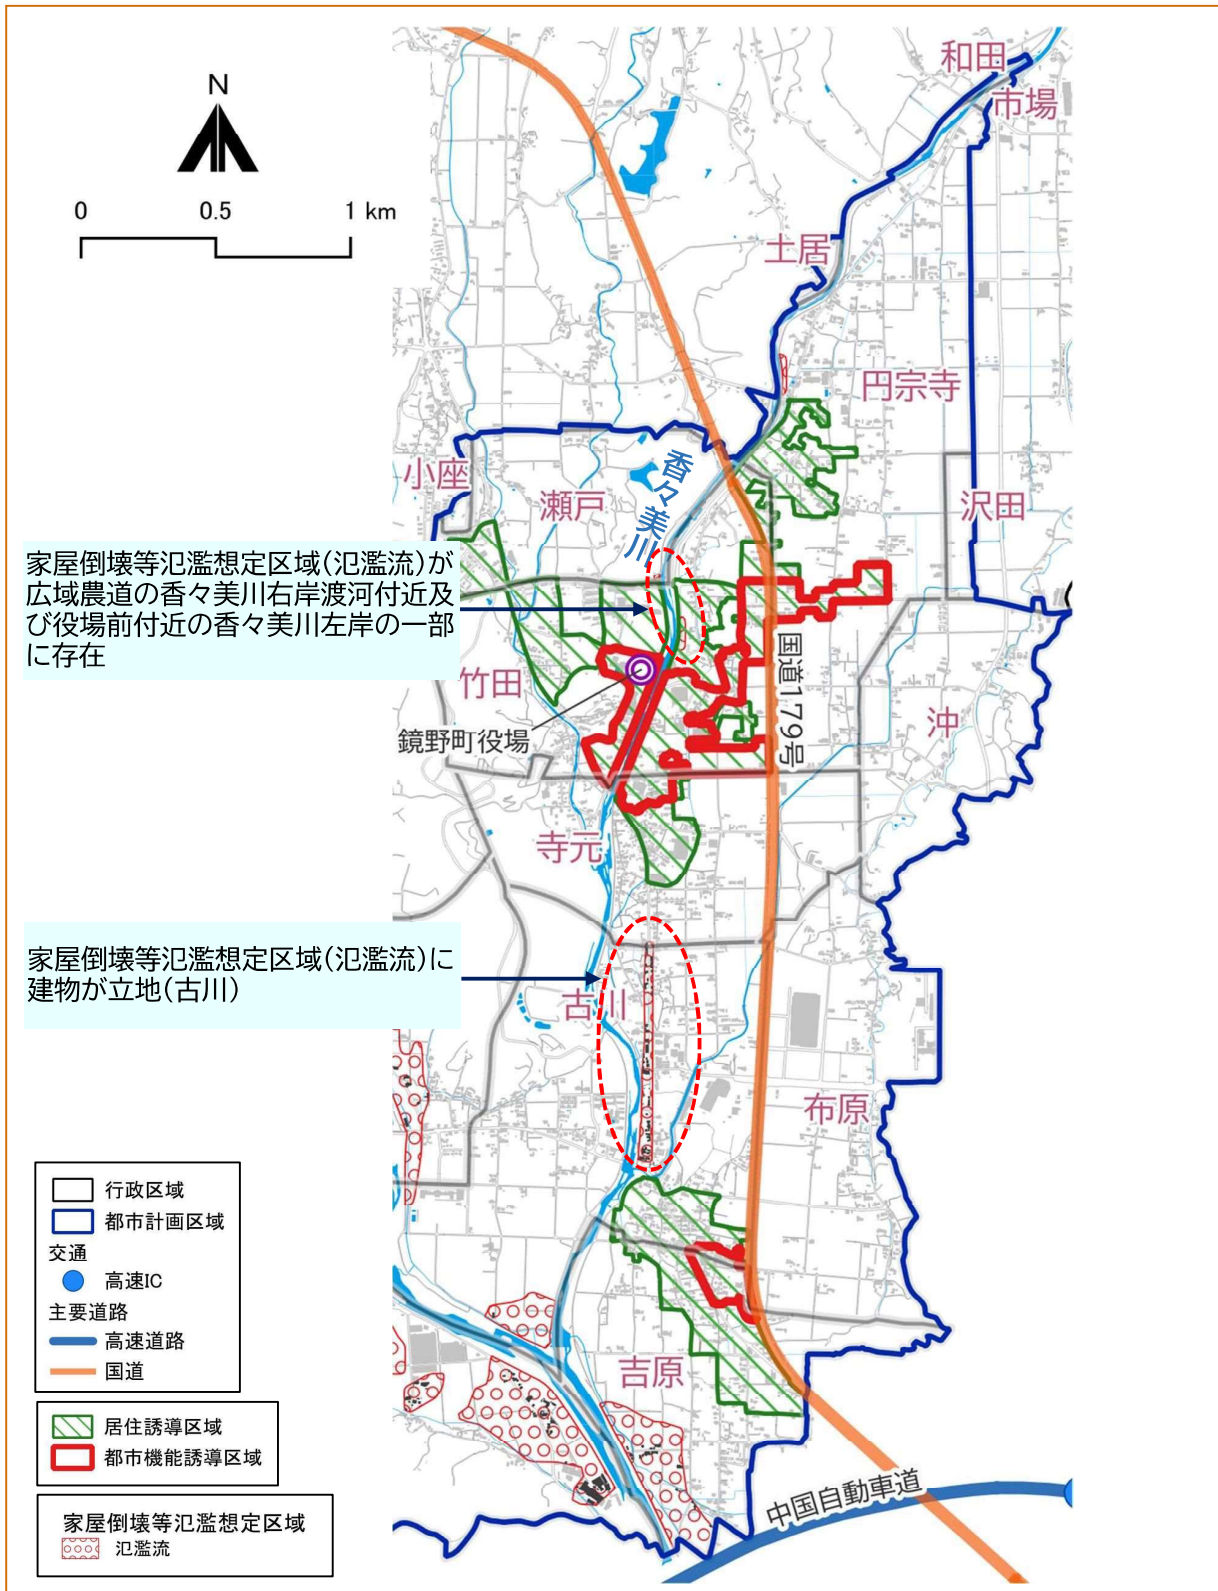 N
0 0.5 1 km
和田
市場
土居
円宗寺
小座
瀬戸
香々美川
沢田
家屋倒壊等氾濫想定区域(氾濫流)が
広域農道の香々美川右岸渡河付近及
び役場前付近の香々美川左岸の一部
に存在
竹田
鏡野町役場
国道179号
沖
寺元
家屋倒壊等氾濫想定区域(氾濫流)に
建物が立地(古川)
古川
布原
吉原
中国自動車道
行政区域
都市計画区域
交通
高速IC
主要道路
高速道路
国道
居住誘導区域
都市機能誘導区域
家屋倒壊等氾濫想定区域
氾濫流